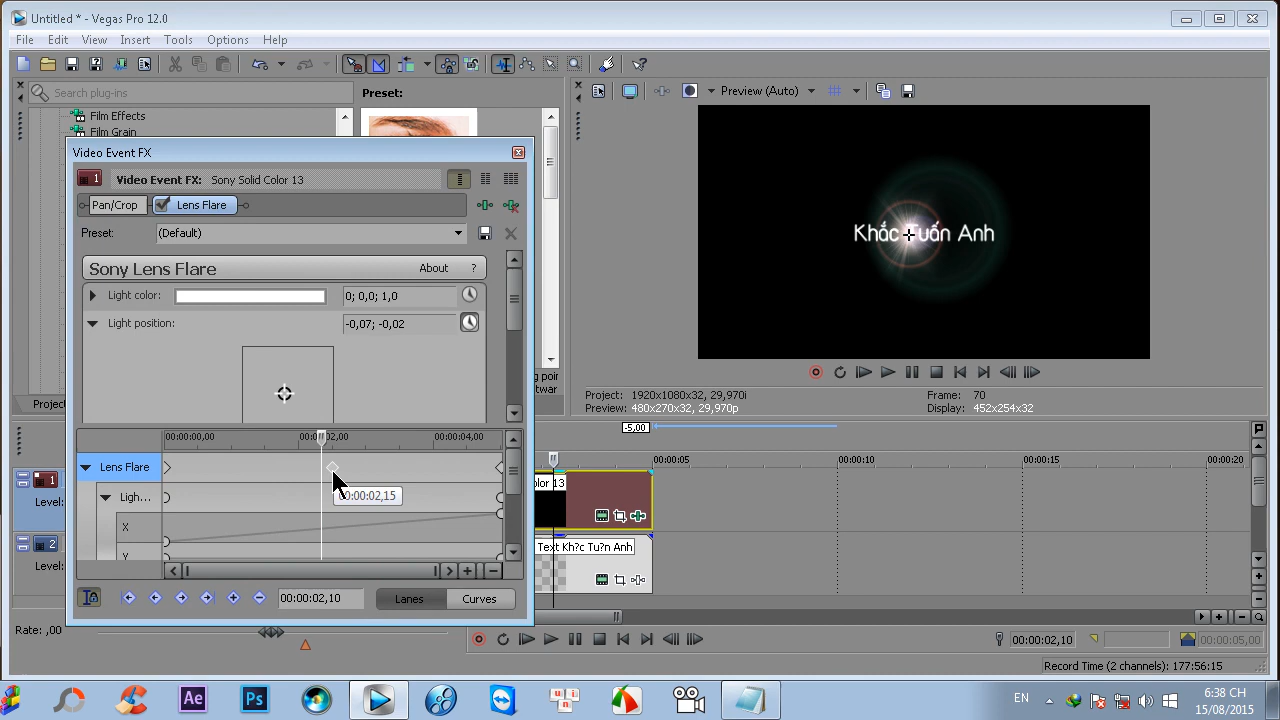 Untitled * - Vegas Pro 12.0
File Edit View Insert Tools Options Help
Search plug-ins
Preset:
Preview (Auto)
Film Effects
Film Grain
Video Event FX
1 Video Event FX: Sony Solid Color 13
Pan/Crop Lens Flare
Preset: (Default)
Sony Lens Flare About ?
Light color: 0; 0,0; 1,0
Light position: -0,07; -0,02
Khắc Tuấn Anh
Project
Project: 1920x1080x32, 29,970i
Frame: 70
Preview: 480x270x32, 29,970p
Display: 452x254x32
00:00:00,00 00:00:02,00 00:00:04,00
-5,00
00:00:05 00:00:10 00:00:15 00:00:20
Lens Flare
00:00:02,15
Ligh...
X
Y
1
Level:
2
Level:
olor 13
Text Kh?c Tu?n Anh
00:00:02,10 Lanes Curves
Rate: ,00
00:00:02,10
00:00:05,00
Record Time (2 channels): 177:56:15
Ae Ps
EN
6:38 CH
15/08/2015